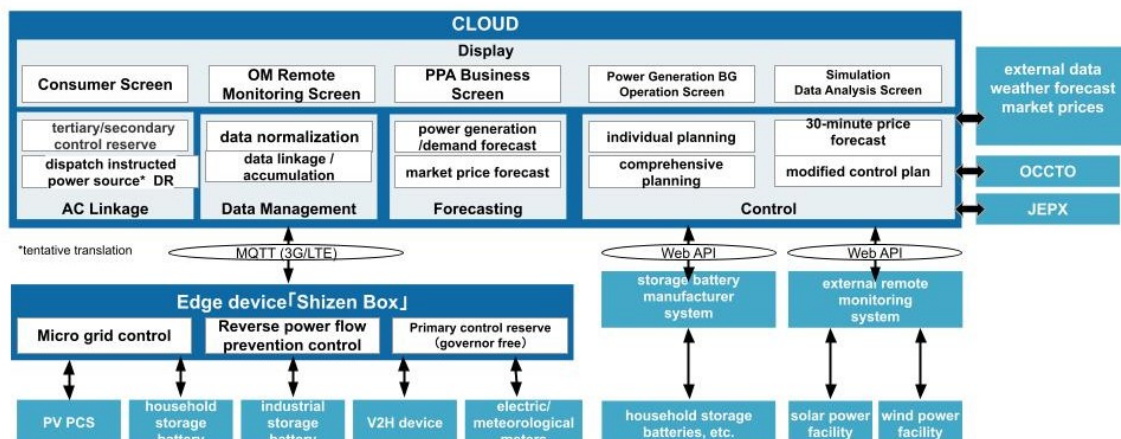 CLOUD
Display
Consumer Screen
OM Remote
Monitoring Screen
PPA Business
Screen
Power Generation BG
Operation Screen
Simulation
Data Analysis Screen
external data
weather forecast
market prices
tertiary/secondary
control reserve
dispatch instructed
power source* DR
AC Linkage
data normalization
data linkage /
accumulation
Data Management
power generation
/demand forecast
market price forecast
Forecasting
individual planning
comprehensive
planning
30-minute price
forecast
modified control plan
Control
OCCTO
JEPX
*tentative translation
MQTT (3G/LTE)
Web API
Web API
Edge device「Shizen Box」
Micro grid control
Reverse power flow
prevention control
Primary control reserve
(governor free)
storage battery
manufacturer
system
external remote
monitoring
system
PV PCS
household
storage
battery
industrial
storage
battery
V2H device
electric/
meteorological
meters
household storage
batteries, etc.
solar power
facility
wind power
facility